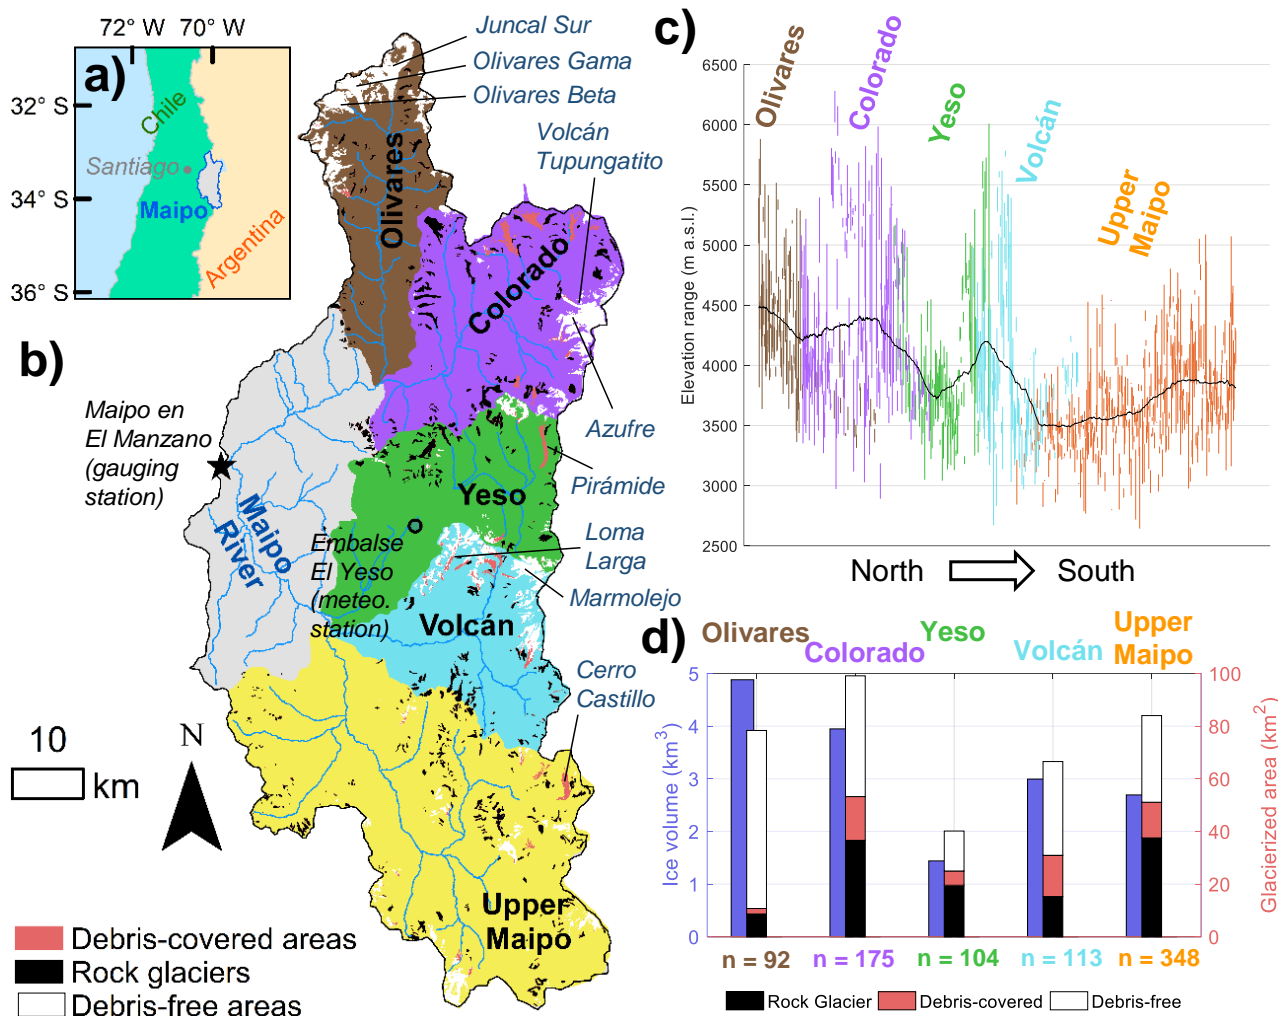 72° W 70° W
a)
32° S
34° S
36° S
Chile
Santiago
Maipo
Argentina
b)
Juncal Sur
Olivares Gama
Olivares Beta
Volcán
Tupungatito
Olivares
Colorado
Azufre
Pirámide
Maipo en
El Manzano
(gauging
station)
Maipo
River
Yeso
Embalse
El Yeso
(meteo.
station)
Loma
Larga
Marmolejo
Volcán
Cerro
Castillo
Upper
Maipo
10
km
N
Debris-covered areas
Rock glaciers
Debris-free areas
c)
Olivares
Colorado
Yeso
Volcán
Upper
Maipo
Elevation range (m a.s.l.)
6500
6000
5500
5000
4500
4000
3500
3000
2500
North South
d)
Olivares
Colorado
Yeso
Volcán
Upper
Maipo
Ice volume (km³)
5
4
3
2
1
0
Glacierized area (km²)
100
80
60
40
20
0
n = 92 n = 175 n = 104 n = 113 n = 348
Rock Glacier Debris-covered Debris-free